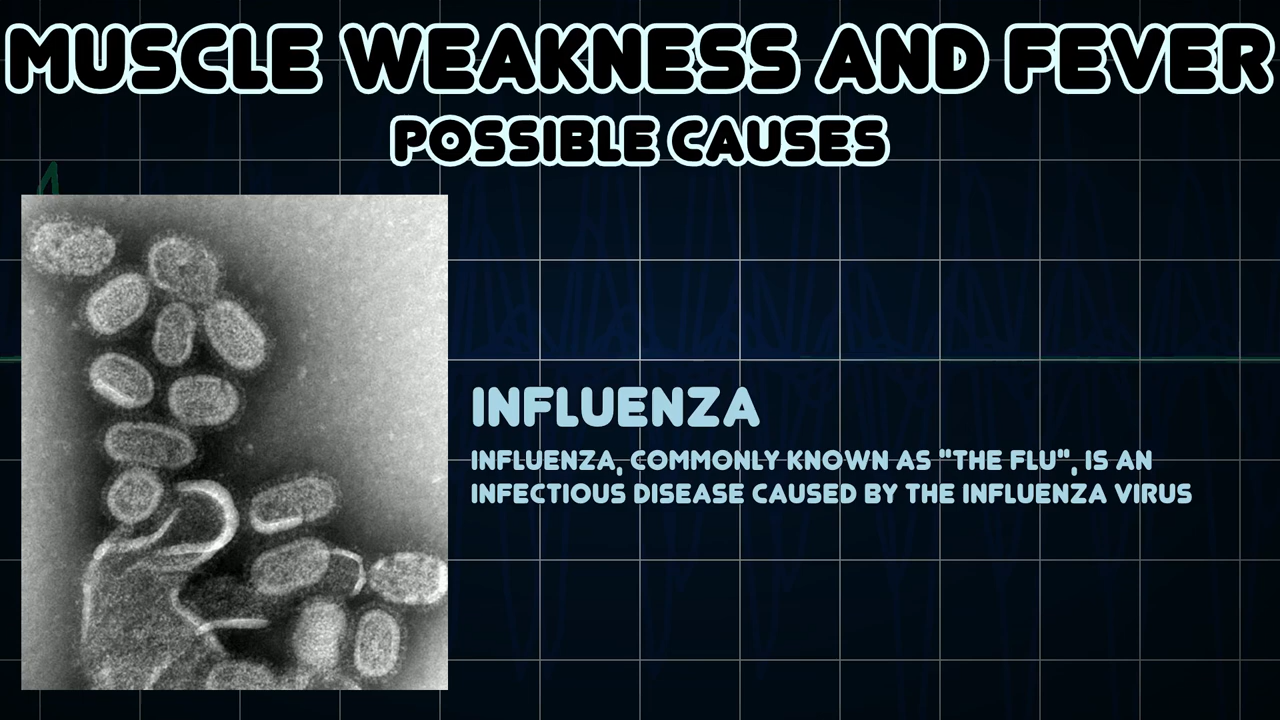 MUSCLE WEAKNESS AND FEVER
POSSIBLE CAUSES
INFLUENZA
INFLUENZA, COMMONLY KNOWN AS "THE FLU", IS AN
INFECTIOUS DISEASE CAUSED BY THE INFLUENZA VIRUS